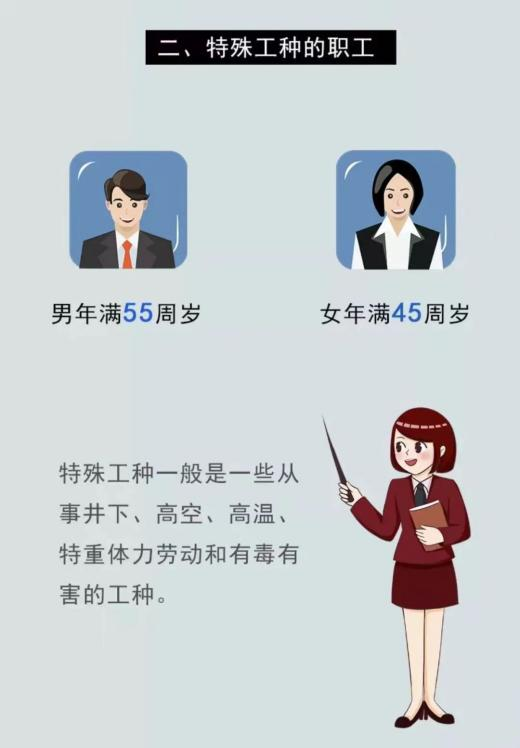 二、特殊工种的职工
男年满55周岁
女年满45周岁
特殊工种一般是一些从
事井下、高空、高温、
特重体力劳动和有毒有
害的工种。